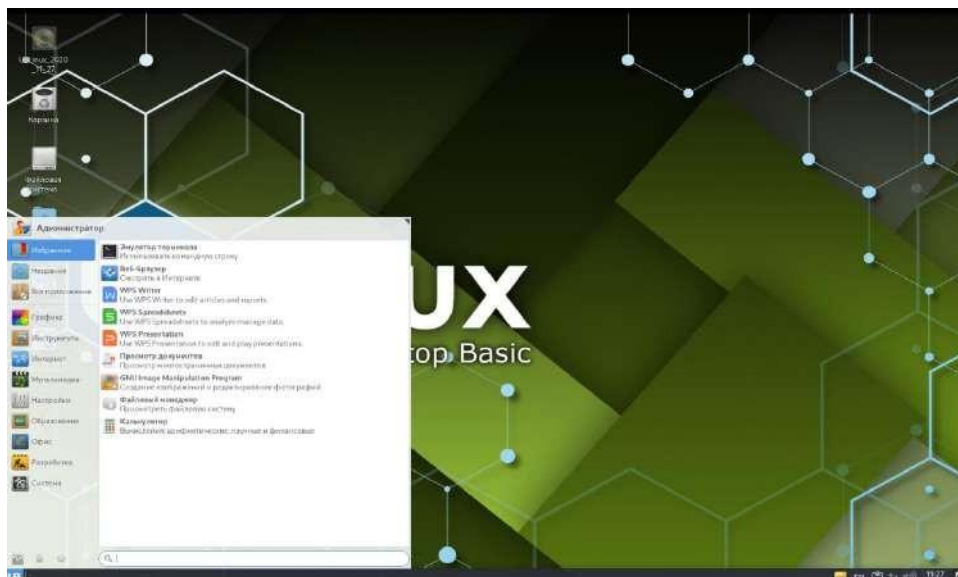 _11_27
Корзина
Файловая
система
Администратор
Избранное
Недавние
Все приложения
Графика
Инструменты
Интернет
Мультимедиа
Настройки
Образование
Офис
Разработка
Система
Эмулятор терминала
Использовать командную строку
Веб-браузер
Смотреть в Интернете
WPS Writer
Use WPS Writer to edit articles and reports.
WPS Spreadsheets
Use WPS Spreadsheets to analyze manage data.
WPS Presentation
Use WPS Presentation to edit and play presentations.
Просмотр документов
Просмотр многостраничных документов
GNU Image Manipulation Program
Создание изображений и редактирование фотографий
Файловый менеджер
Просмотреть файловую систему
Калькулятор
Вычисления: арифметические, научные и финансовые
UX
top Basic
11:27